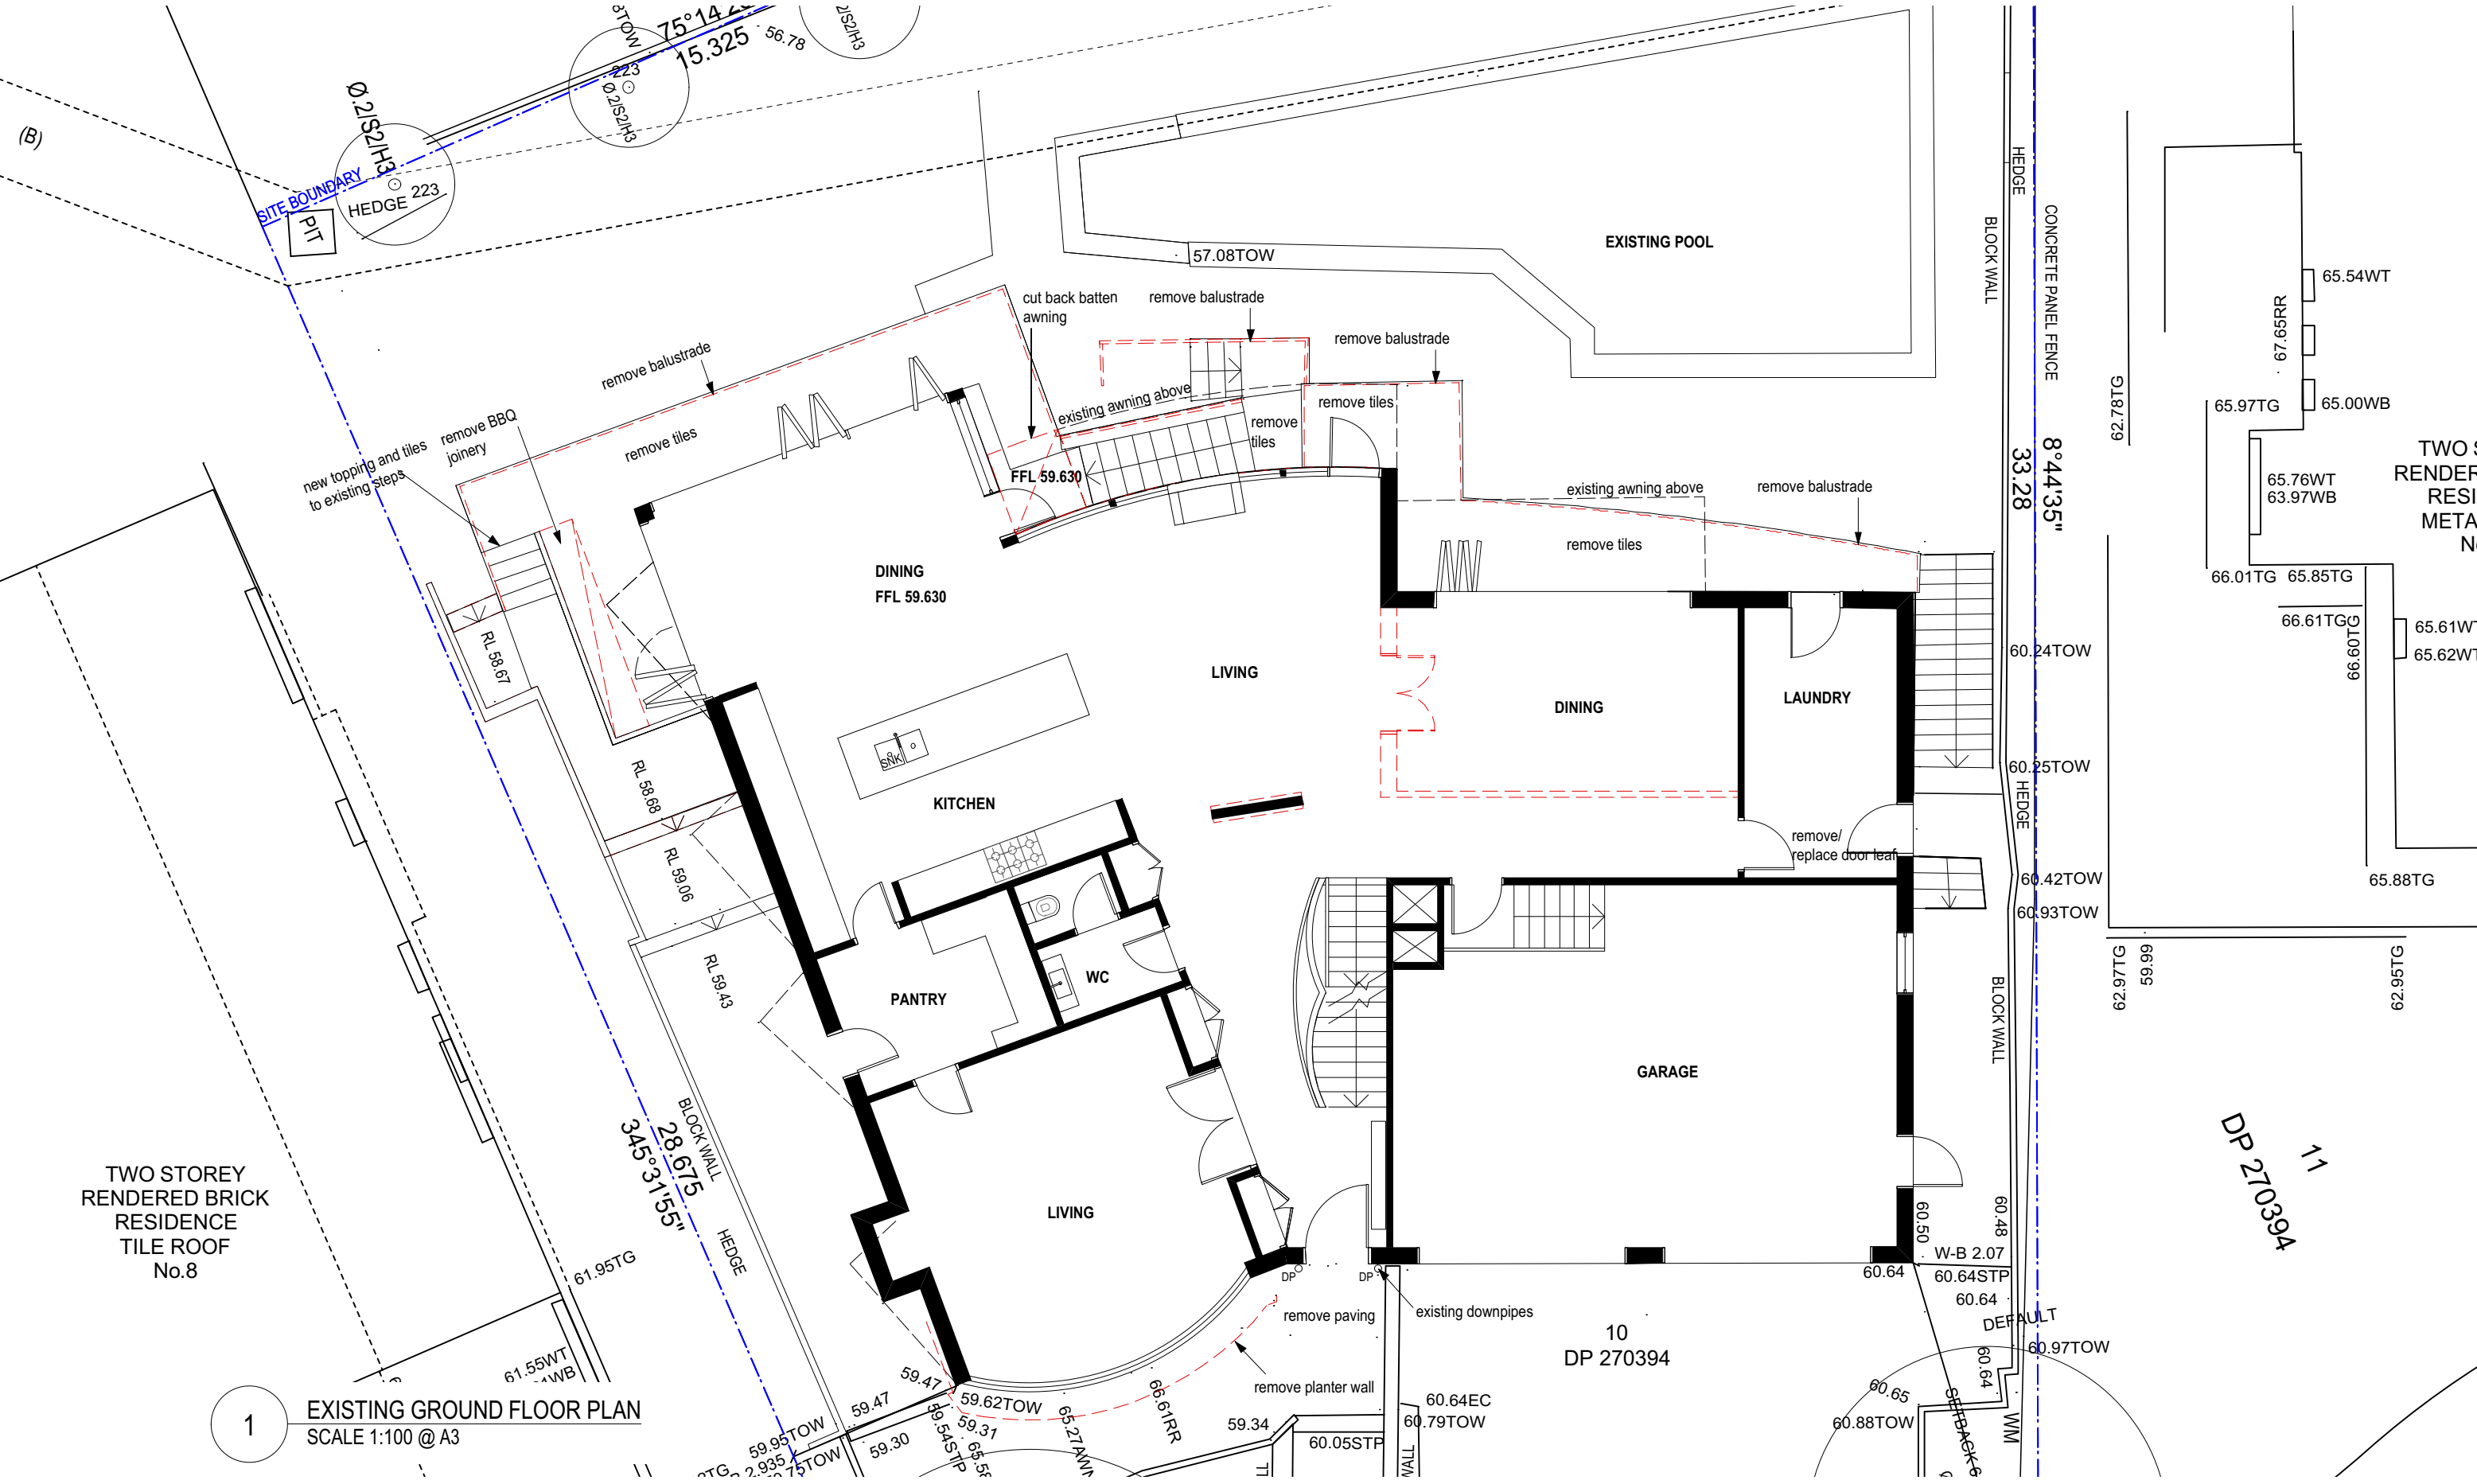 75°14'20
15.325
56.78
223
Ø.2/S2/H3
(B)
Ø.2/S2/H3
SITE BOUNDARY
HEDGE 223
PIT
HEDGE
BLOCK WALL
CONCRETE PANEL FENCE
EXISTING POOL
57.08TOW
65.54WT
67.65RR
62.78TG
65.97TG
65.00WB
cut back batten
awning
remove balustrade
remove balustrade
remove balustrade
existing awning above
remove tiles
remove
tiles
remove BBQ
joinery
remove tiles
new topping and tiles
to existing steps
FFL 59.630
existing awning above
remove balustrade
remove tiles
8°44'35"
33.28
65.76WT
63.97WB
66.01TG
65.85TG
66.61TG
66.60TG
65.62WT
DINING
FFL 59.630
RL 58.67
LIVING
DINING
LAUNDRY
60.24TOW
SNK
RL 58.68
KITCHEN
60.25TOW
HEDGE
remove/
replace door leaf
RL 59.06
60.42TOW
65.88TG
60.93TOW
RL 59.43
WC
PANTRY
BLOCK WALL
62.97TG
59.99
62.95TG
GARAGE
BLOCK WALL
28.675
345°31'55"
HEDGE
11
DP 270394
TWO STOREY
RENDERED BRICK
RESIDENCE
TILE ROOF
No.8
LIVING
60.50
60.48
61.95TG
DP
DP
W-B 2.07
60.64
60.64STP
60.64
remove paving
existing downpipes
DEFAULT
10
DP 270394
60.97TOW
60.64
61.55WT
remove planter wall
60.65
60.88TOW
WM
59.47
59.47
59.62TOW
59.54STP
59.31
66.61RR
60.64EC
60.79TOW
59.34
60.05STP
59.95TOW
59.30
1
EXISTING GROUND FLOOR PLAN
SCALE 1:100 @ A3